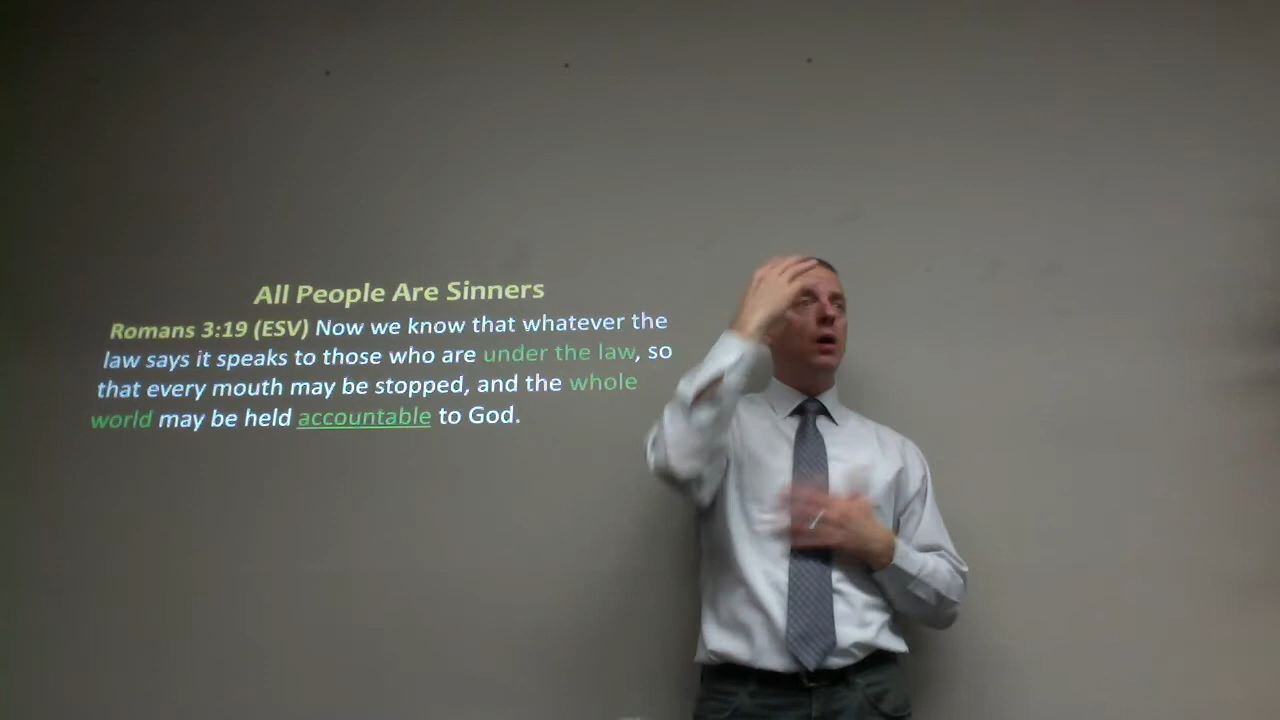 All People Are Sinners
Romans 3:19 (ESV) Now we know that whatever the
law says it speaks to those who are under the law, so
that every mouth may be stopped, and the whole
world may be held accountable to God.